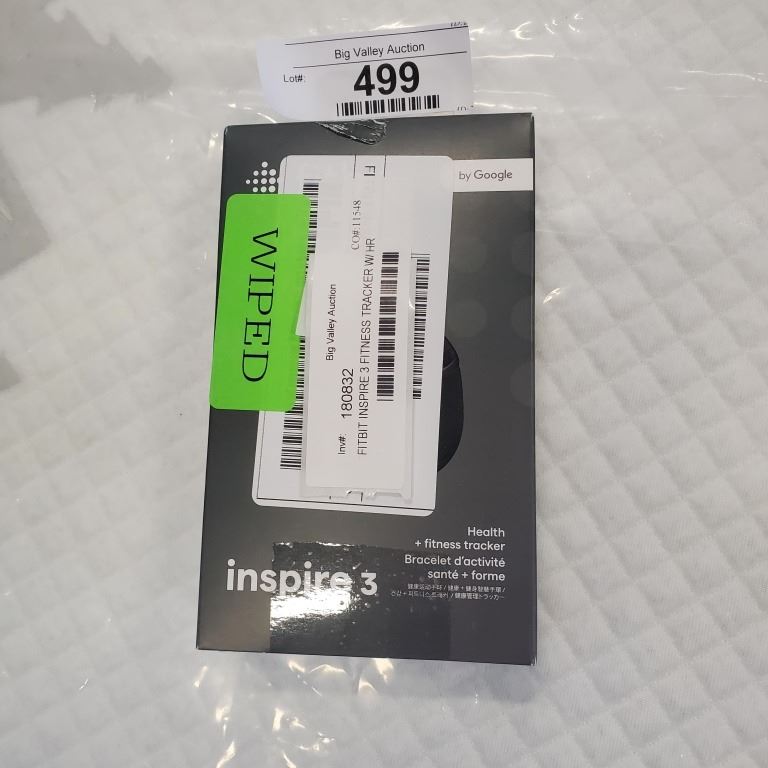 Big Valley Auction
Lot#:
499
by Google
WIPED
CO#:11548
Big Valley Auction
Inv#: 180832
FITBIT INSPIRE 3 FITNESS TRACKER W/ HR
Health
+ fitness tracker
Bracelet d'activité
santé + forme
inspire 3